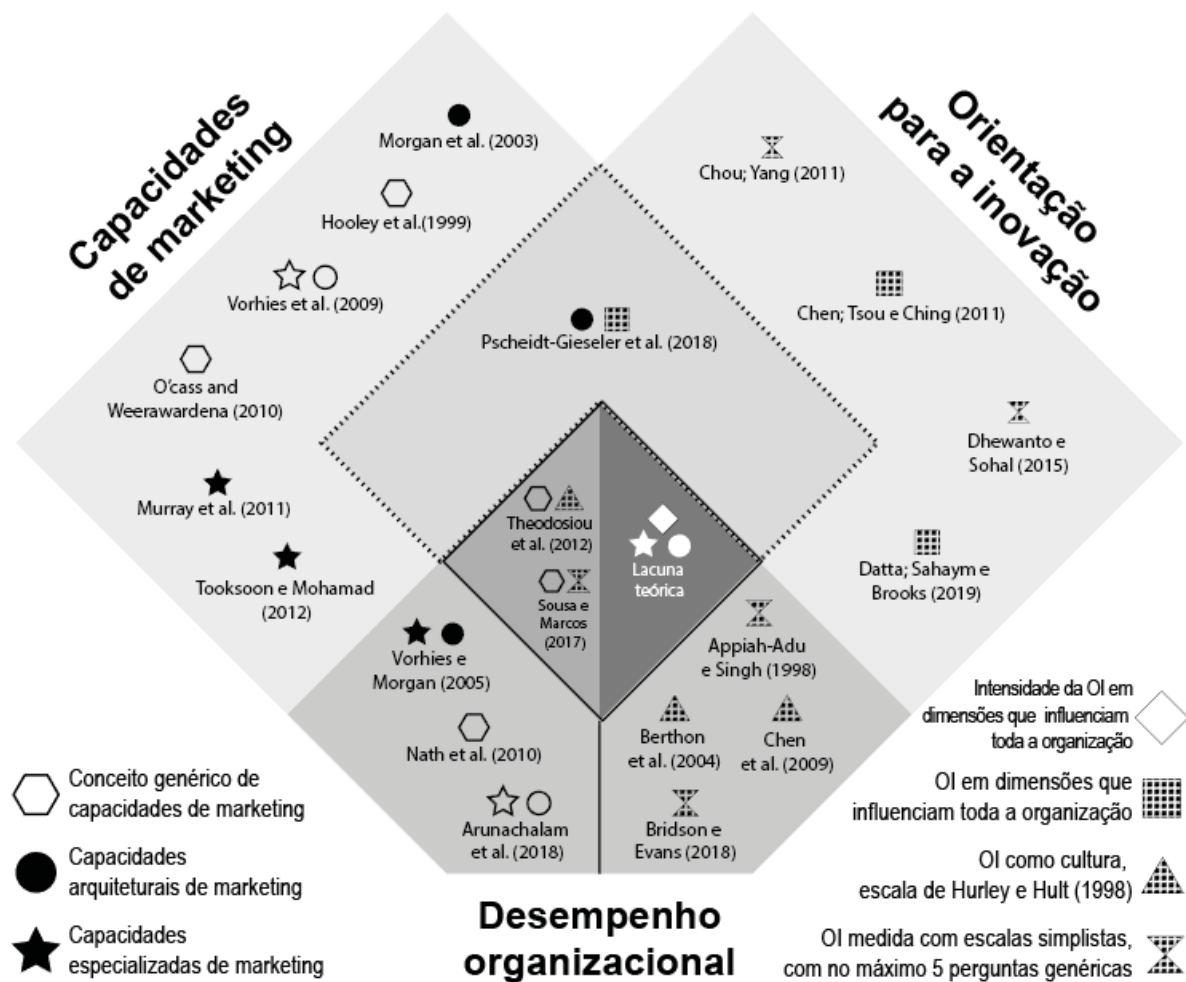 Capacidades
de marketing
Orientação
para a inovação
Morgan et al. (2003)
Hooley et al.(1999)
Vorhies et al. (2009)
O'cass and
Weerawardena (2010)
Murray et al. (2011)
Tooksoon e Mohamad
(2012)
Chou; Yang (2011)
Chen; Tsou e Ching (2011)
Dhewanto e
Sohal (2015)
Datta; Sahaym e
Brooks (2019)
Pscheidt-Gieseler et al. (2018)
Theodosiou
et al. (2012)
Sousa e
Marcos
(2017)
Lacuna
teórica
Vorhies e
Morgan (2005)
Nath et al. (2010)
Arunachalam
et al. (2018)
Appiah-Adu
e Singh (1998)
Berthon
et al. (2004)
Chen
et al. (2009)
Bridson e
Evans (2018)
Desempenho
organizacional
Conceito genérico de
capacidades de marketing
Capacidades
arquiteturais de marketing
Capacidades
especializadas de marketing
Intensidade da OI em
dimensões que influenciam
toda a organização
OI em dimensões que
influenciam toda a organização
OI como cultura,
escala de Hurley e Hult (1998)
OI medida com escalas simplistas,
com no máximo 5 perguntas genéricas